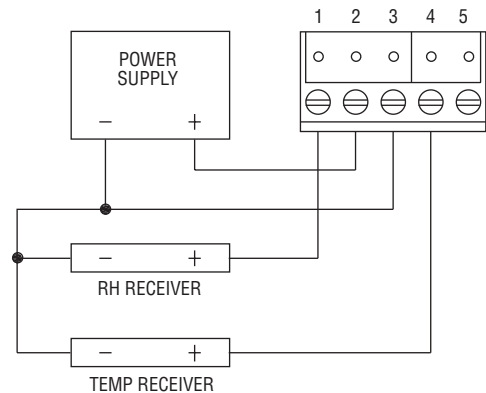 1 2 3 4 5
POWER
SUPPLY
– +
– +
RH RECEIVER
– +
TEMP RECEIVER